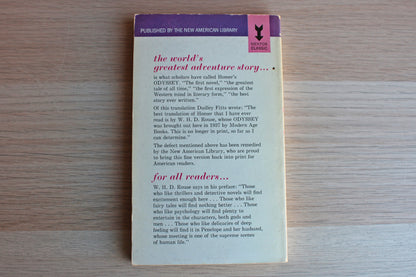 PUBLISHED BY THE NEW AMERICAN LIBRARY
MENTOR
CLASSIC
the world's
greatest adventure story...
is what scholars have called Homer's
ODYSSEY. "The first novel," "the greatest
tale of all time," "the first expression of the
Western mind in literary form," "the best
story ever written."
Of this translation Dudley Fitts wrote: "The
best translation of Homer that I have ever
read is by W. H. D. Rouse, whose ODYSSEY
was brought out here in 1937 by Modern Age
Books. This is no longer in print, so far as I
can determine."
The defect mentioned above has been remedied
by the New American Library, who are proud
to bring this fine version back into print for
American readers.
for all readers...
W. H. D. Rouse says in his preface: "Those
who like thrillers and detective novels will find
excitement enough here . . . Those who like
fairy tales will find nothing better . . . Those
who like psychology will find plenty to
entertain in the characters, both gods and
men . . . Those who like delicacies of deep
feeling will find it in Penelope and her husband,
whose meeting is one of the supreme scenes
of human life."